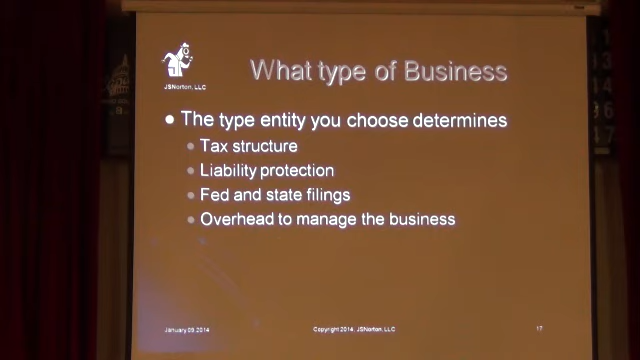 What type of Business
JSNorton, LLC
The type entity you choose determines
Tax structure
Liability protection
Fed and state filings
Overhead to manage the business
January 09, 2014
Copyright 2014, JSNorton, LLC
17